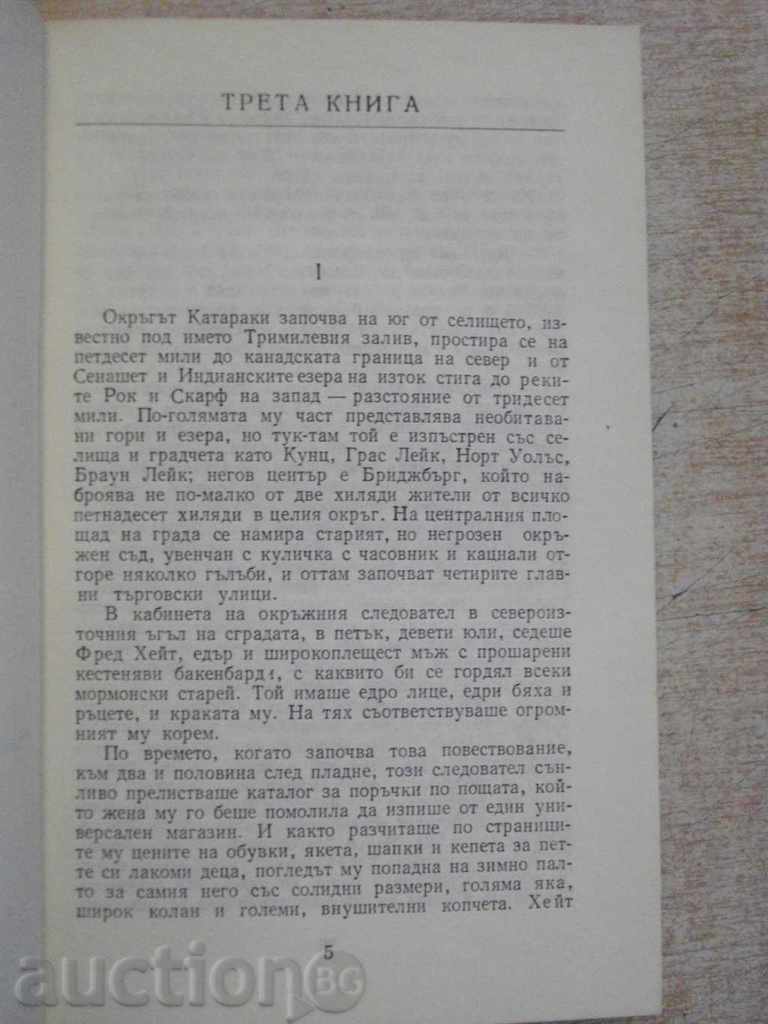 ТРЕТА КНИГА
I
Окръгът Катараки започва на юг от селището, из-
вестно под името Тримилевия залив, простира се на
петдесет мили до канадската граница на север и от
Сенашет и Индианските езера на изток стига до реки-
те Рок и Скарф на запад — разстояние от тридесет
мили. По-голямата му част представлява необитава-
ни гори и езера, но тук-там той е изпъстрен със се-
лища и градчета като Кунц, Грас Лейк, Норт Уолъс,
Браун Лейк; негов център е Бриджбърг, който на-
броява не по-малко от две хиляди жители от всичко
петнадесет хиляди в целия окръг. На централния пло-
щад на града се намира старият, но негрозен окръ-
жен съд, увенчан с куличка с часовник и кацнали от-
горе няколко гълъби, и оттам започват четирите глав-
ни търговски улици.
В кабинета на окръжния следовател в североиз-
точния ъгъл на сградата, в петък, девети юли, седеше
Фред Хейт, едър и широкоплещест мъж с прошарени
кестеняви бакенбарди, с каквито би се гордял всеки
мормонски старей. Той имаше едро лице, едри бяха и
ръцете, и краката му. На тях съответствуваше огром-
ният му корем.
По времето, когато започва това повествование,
към два и половина след пладне, този следовател сън-
ливо прелистваше каталог за поръчки по пощата, кой-
то жена му го беше помолила да изпише от един уни-
версален магазин. И както разчиташе по страници-
те му цените на обувки, якета, шапки и кепета за пет-
те си лакоми деца, погледът му попадна на зимно пал-
то за самия него със солидни размери, голяма яка,
широк колан и големи, внушителни копчета. Хейт
5
АукционBG